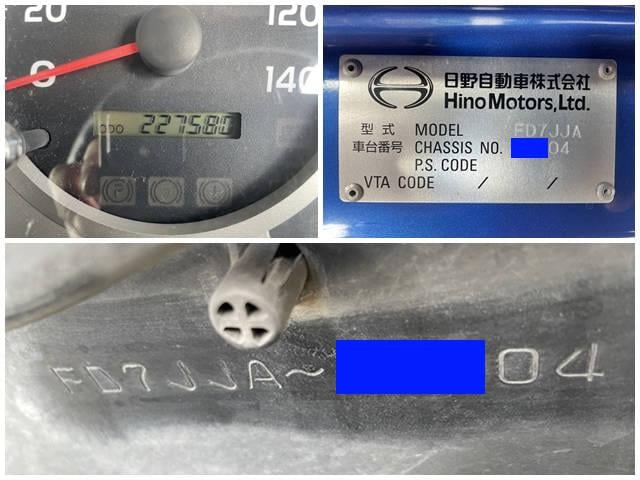 20
120
0
140
ODO 227580
日野自動車株式会社
Hino Motors, Ltd.
型式 MODEL FD7JJA
車台番号 CHASSIS NO. 04
P.S. CODE
VTA CODE / /
FD7JJA~ 04